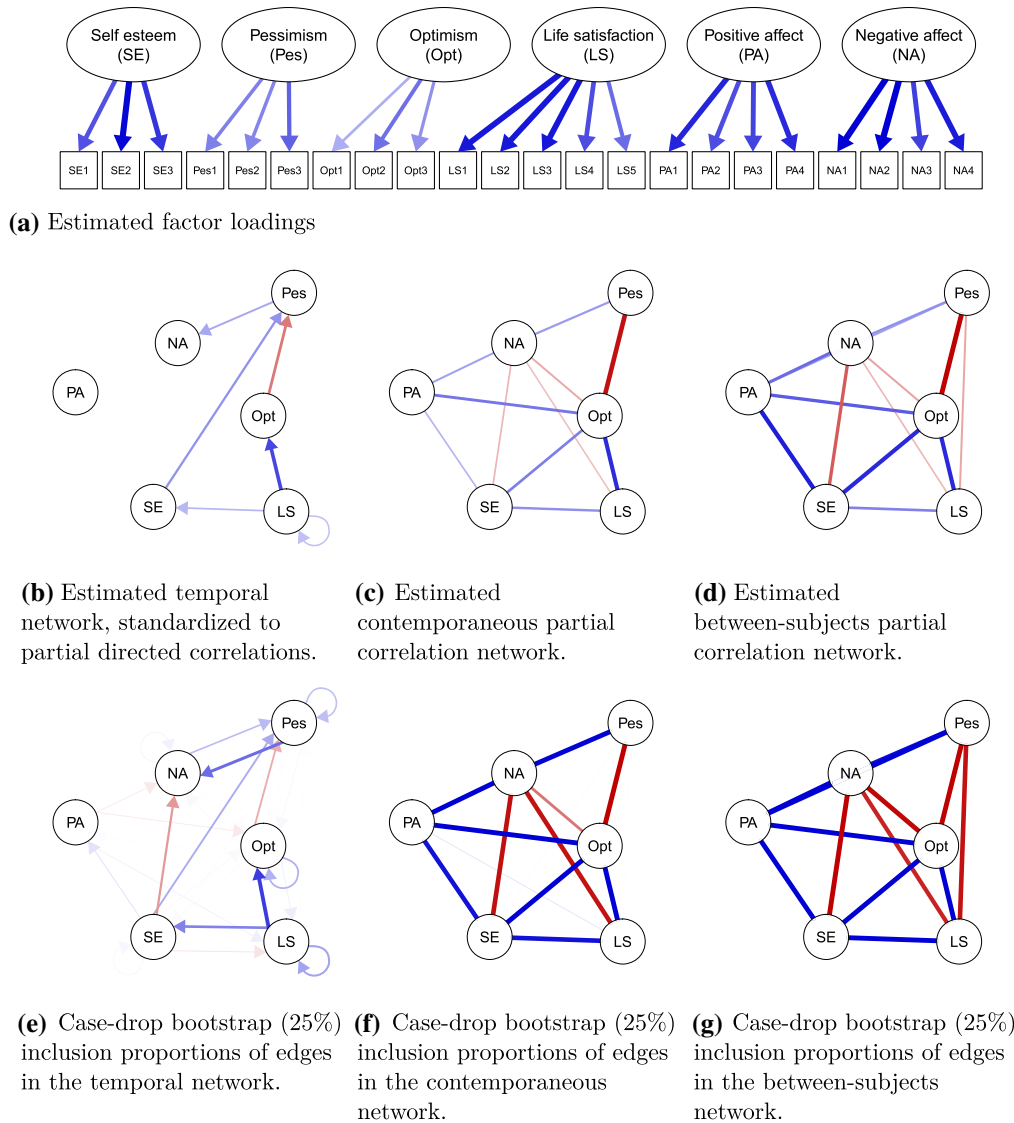 Self esteem (SE)
Pessimism (Pes)
Optimism (Opt)
Life satisfaction (LS)
Positive affect (PA)
Negative affect (NA)
SE1 SE2 SE3 Pes1 Pes2 Pes3 Opt1 Opt2 Opt3 LS1 LS2 LS3 LS4 LS5 PA1 PA2 PA3 PA4 NA1 NA2 NA3 NA4
(a) Estimated factor loadings
Pes
NA
PA
Opt
SE
LS
Pes
NA
PA
Opt
SE
LS
Pes
NA
PA
Opt
SE
LS
(b) Estimated temporal
network, standardized to
partial directed correlations.
(c) Estimated
contemporaneous partial
correlation network.
(d) Estimated
between-subjects partial
correlation network.
Pes
NA
PA
Opt
SE
LS
Pes
NA
PA
Opt
SE
LS
Pes
NA
PA
Opt
SE
LS
(e) Case-drop bootstrap (25%)
inclusion proportions of edges
in the temporal network.
(f) Case-drop bootstrap (25%)
inclusion proportions of edges
in the contemporaneous
network.
(g) Case-drop bootstrap (25%)
inclusion proportions of edges
in the between-subjects
network.